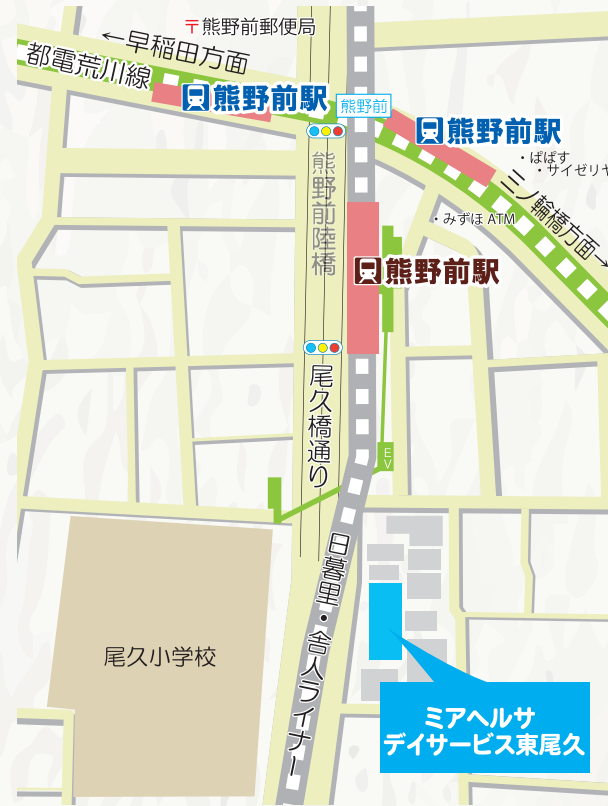 〒熊野前郵便局
←早稲田方面
都電荒川線
熊野前駅
熊野前
熊野前駅
・ぱぱす
・サイゼリヤ
三ノ輪橋方面→
・みずほ ATM
熊野前陸橋
熊野前駅
尾久橋通り
EV
日暮里・舎人ライナー
尾久小学校
ミアヘルサ
デイサービス東尾久